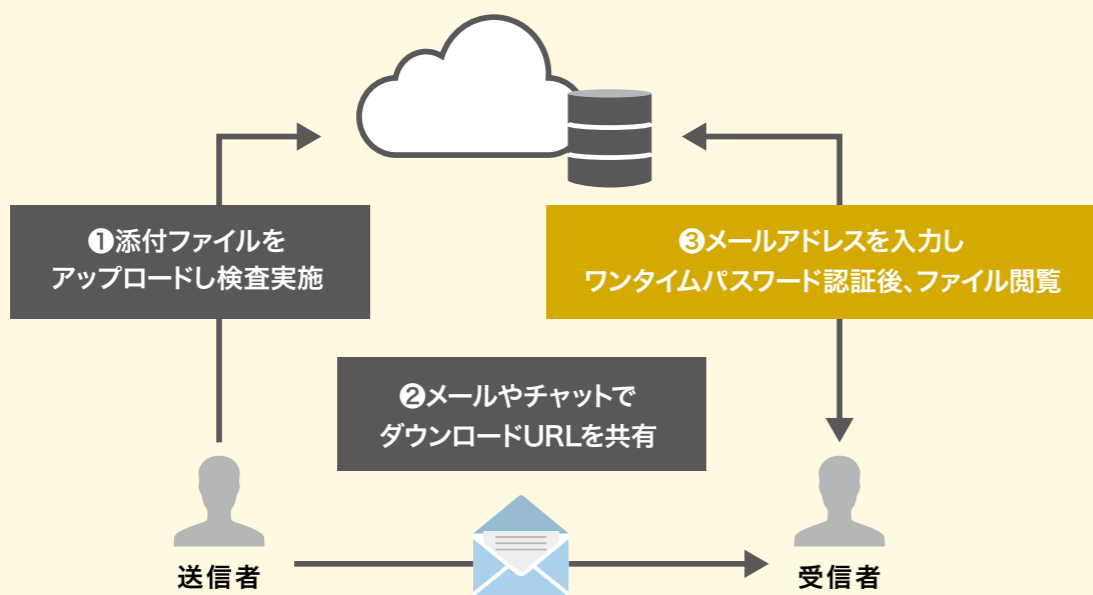 ❶添付ファイルを
アップロードし検査実施
❸メールアドレスを入力し
ワンタイムパスワード認証後、ファイル閲覧
❷メールやチャットで
ダウンロードURLを共有
送信者
受信者